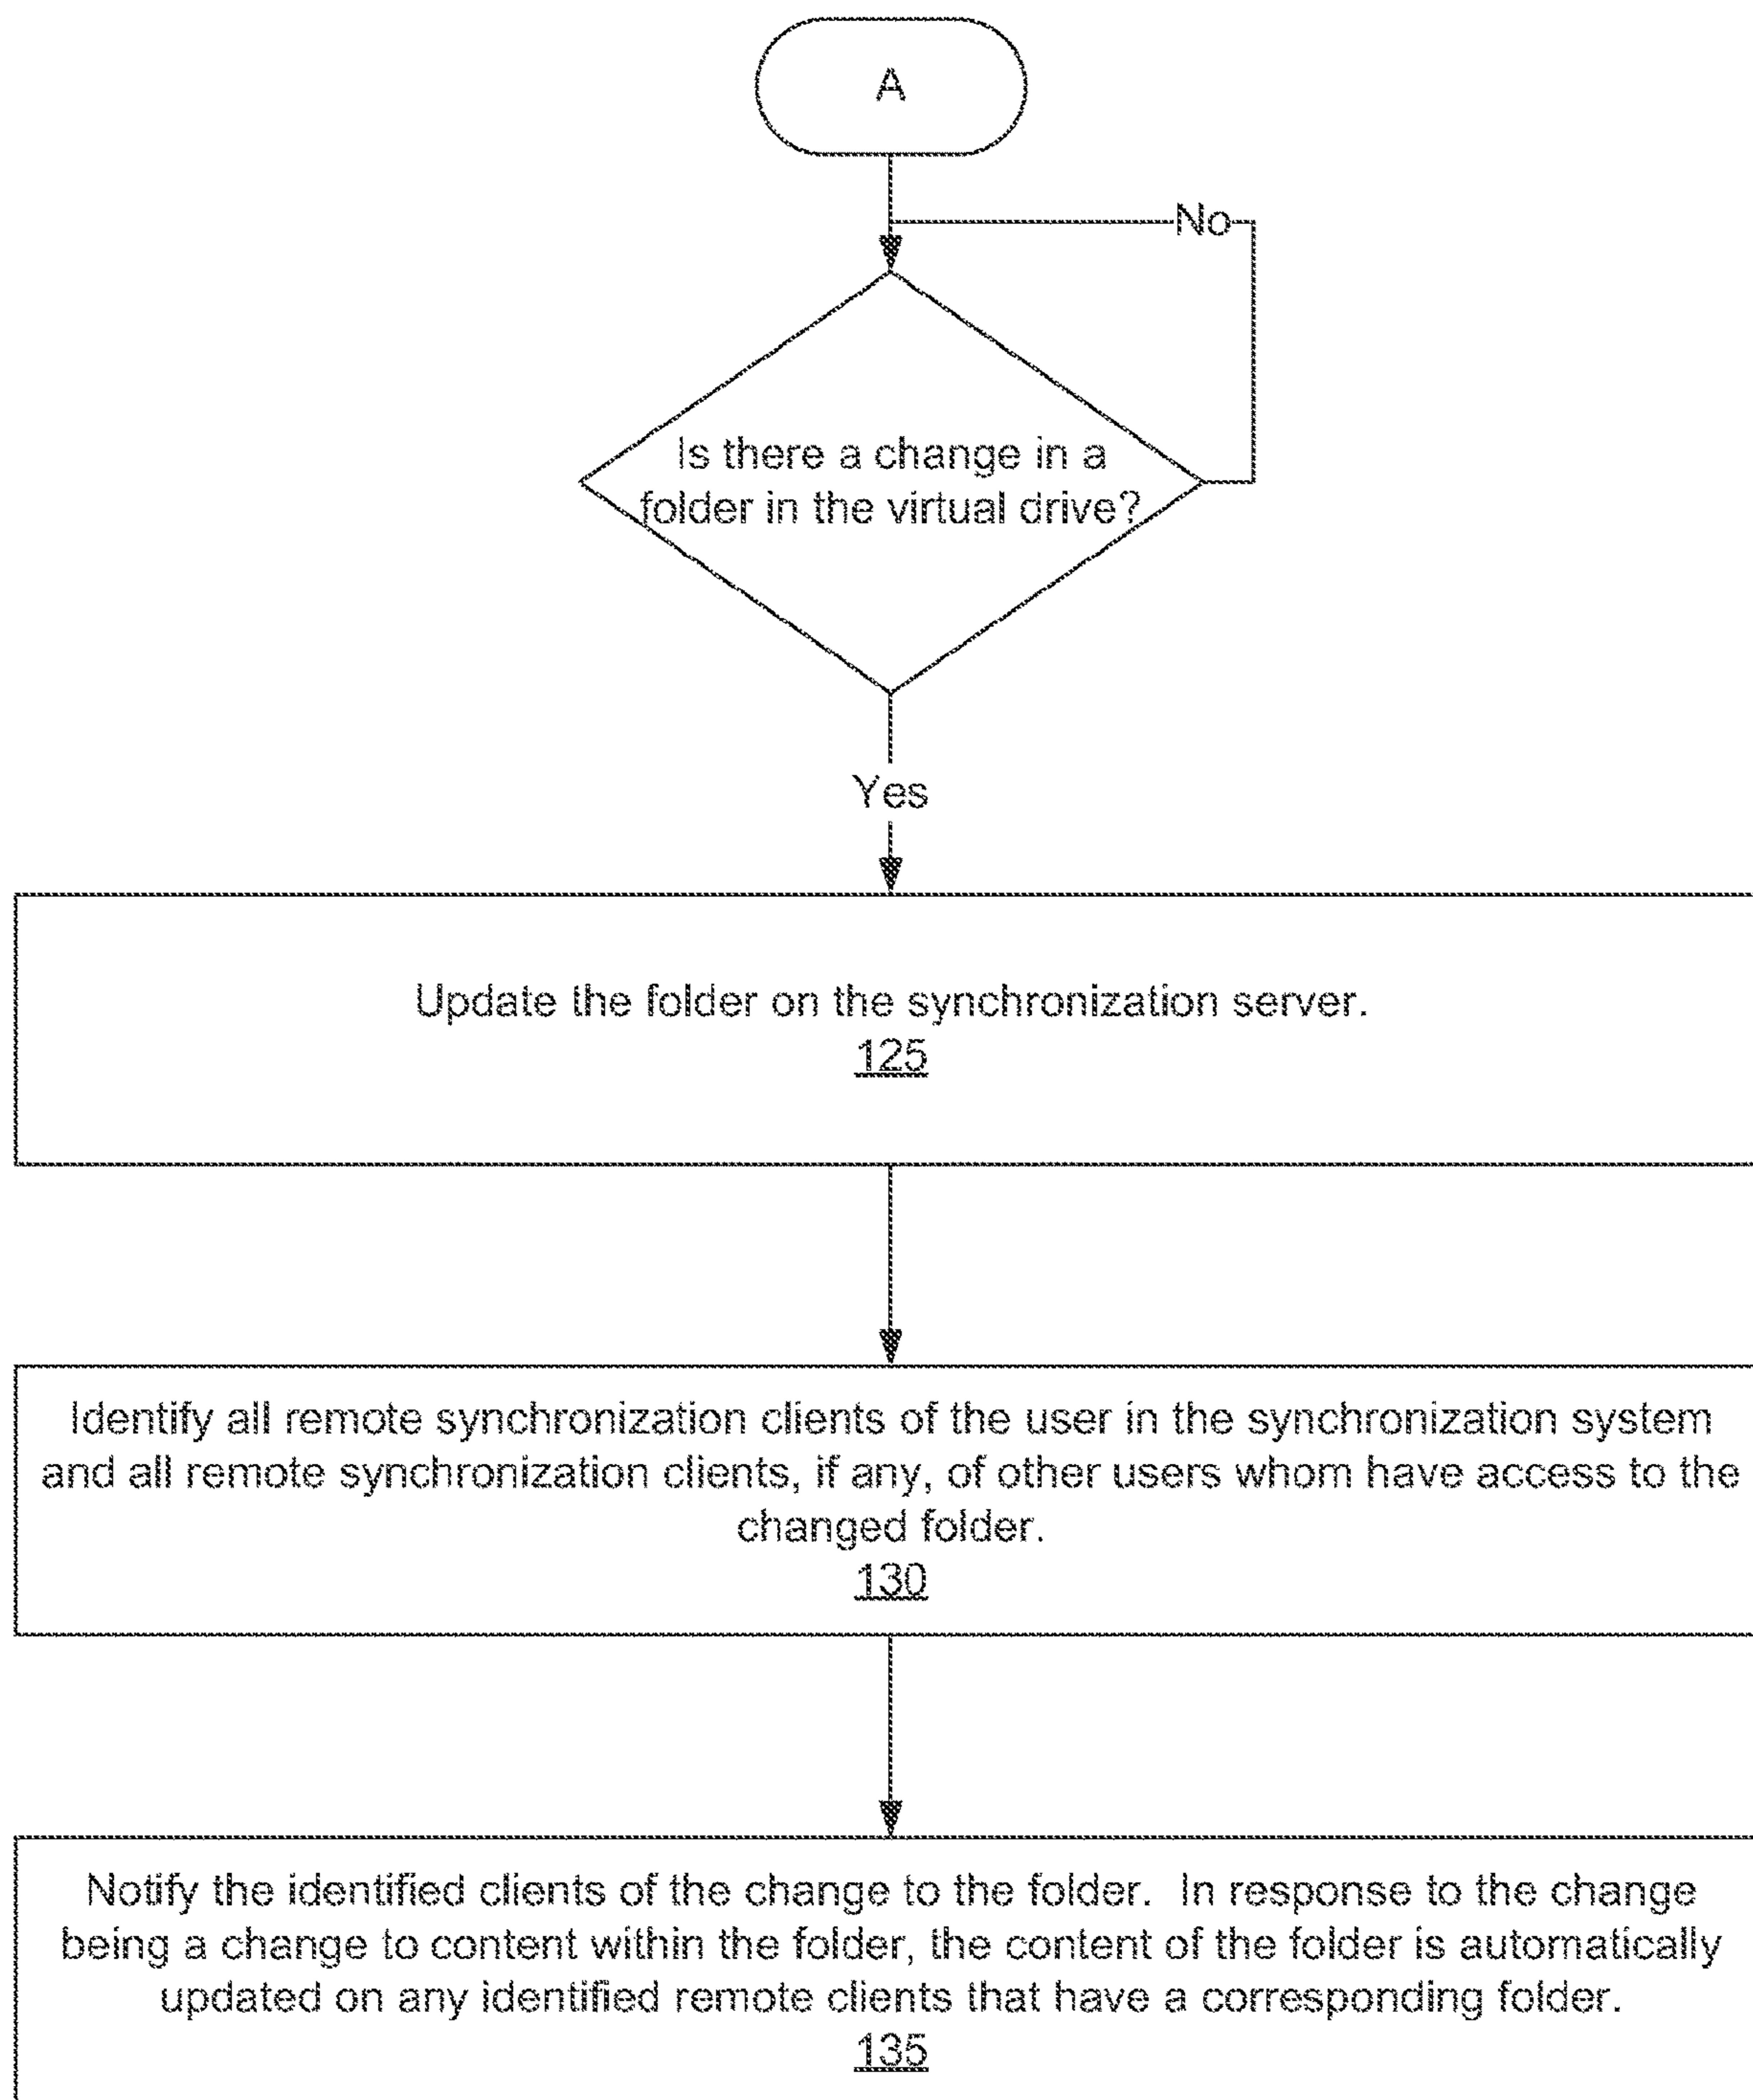 A
No
Is there a change in a
folder in the virtual drive?
Yes
Update the folder on the synchronization server.
125
Identify all remote synchronization clients of the user in the synchronization system
and all remote synchronization clients, if any, of other users whom have access to the
changed folder.
130
Notify the identified clients of the change to the folder.  In response to the change
being a change to content within the folder, the content of the folder is automatically
updated on any identified remote clients that have a corresponding folder.
135